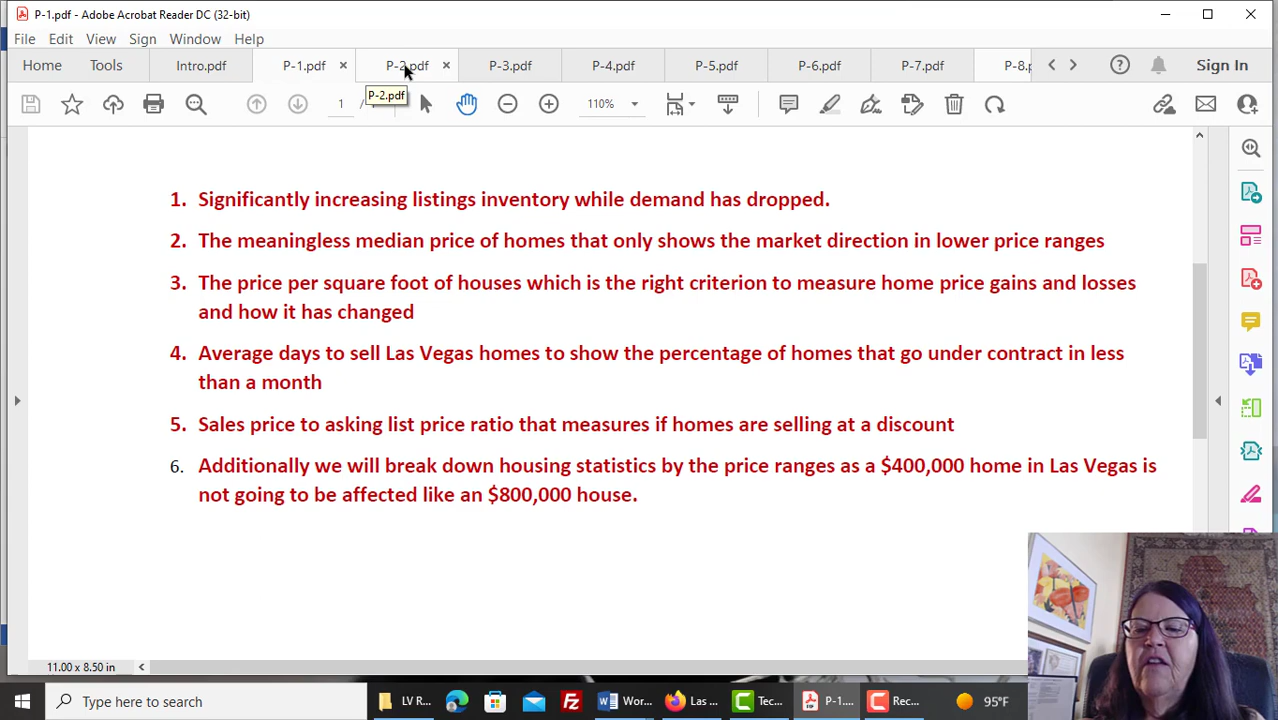 P-1.pdf - Adobe Acrobat Reader DC (32-bit)
File Edit View Sign Window Help
Home Tools Intro.pdf P-1.pdf P-2.pdf P-3.pdf P-4.pdf P-5.pdf P-6.pdf P-7.pdf P-8.p Sign In
P-2.pdf
1 / 110%
1. Significantly increasing listings inventory while demand has dropped.
2. The meaningless median price of homes that only shows the market direction in lower price ranges
3. The price per square foot of houses which is the right criterion to measure home price gains and losses
and how it has changed
4. Average days to sell Las Vegas homes to show the percentage of homes that go under contract in less
than a month
5. Sales price to asking list price ratio that measures if homes are selling at a discount
6. Additionally we will break down housing statistics by the price ranges as a $400,000 home in Las Vegas is
not going to be affected like an $800,000 house.
11.00 x 8.50 in
Type here to search LV R... Wor... Las ... Tec... P-1.... Rec... 95°F